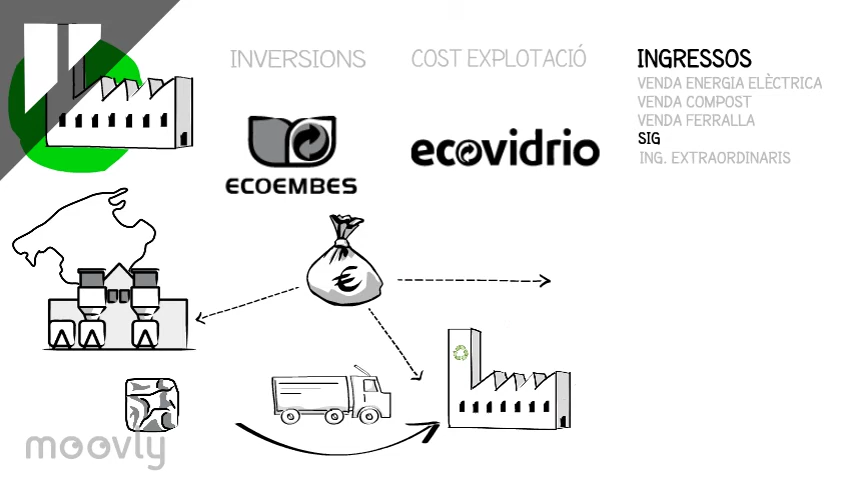 INVERSIONS
COST EXPLOTACIÓ
INGRESSOS
VENDA ENERGIA ELÈCTRICA
VENDA COMPOST
VENDA FERRALLA
SIG
ING. EXTRAORDINARIS
ECOEMBES
ecovidrio
€
moovly